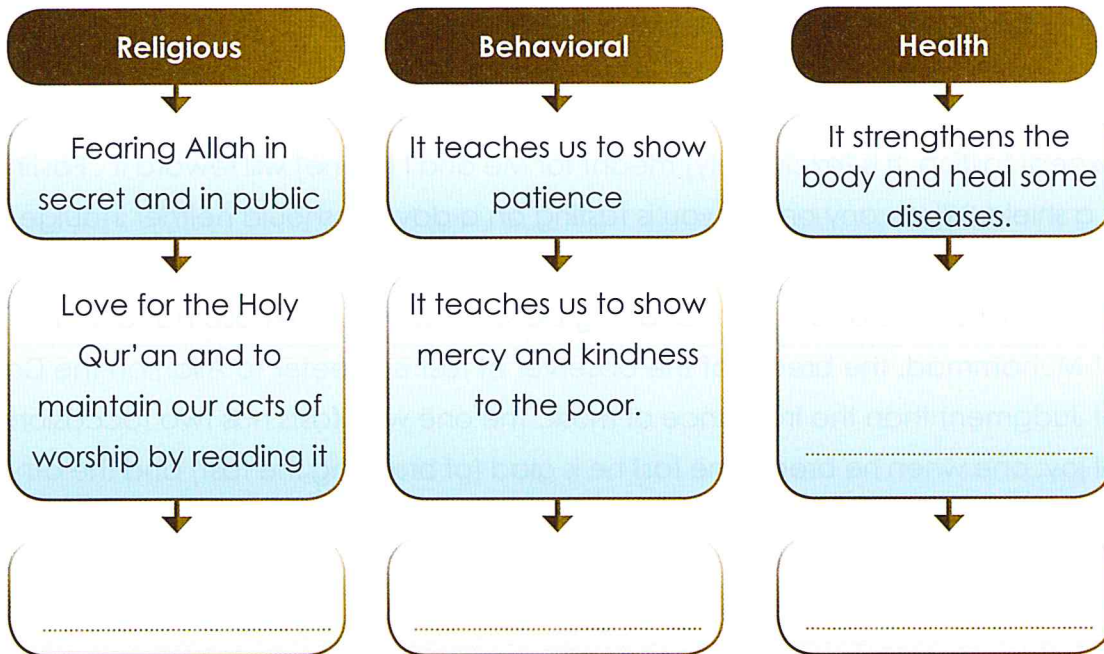 Religious
Fearing Allah in
secret and in public
Love for the Holy
Qur'an and to
maintain our acts of
worship by reading it
Behavioral
It teaches us to show
patience
It teaches us to show
mercy and kindness
to the poor.
Health
It strengthens the
body and heal some
diseases.